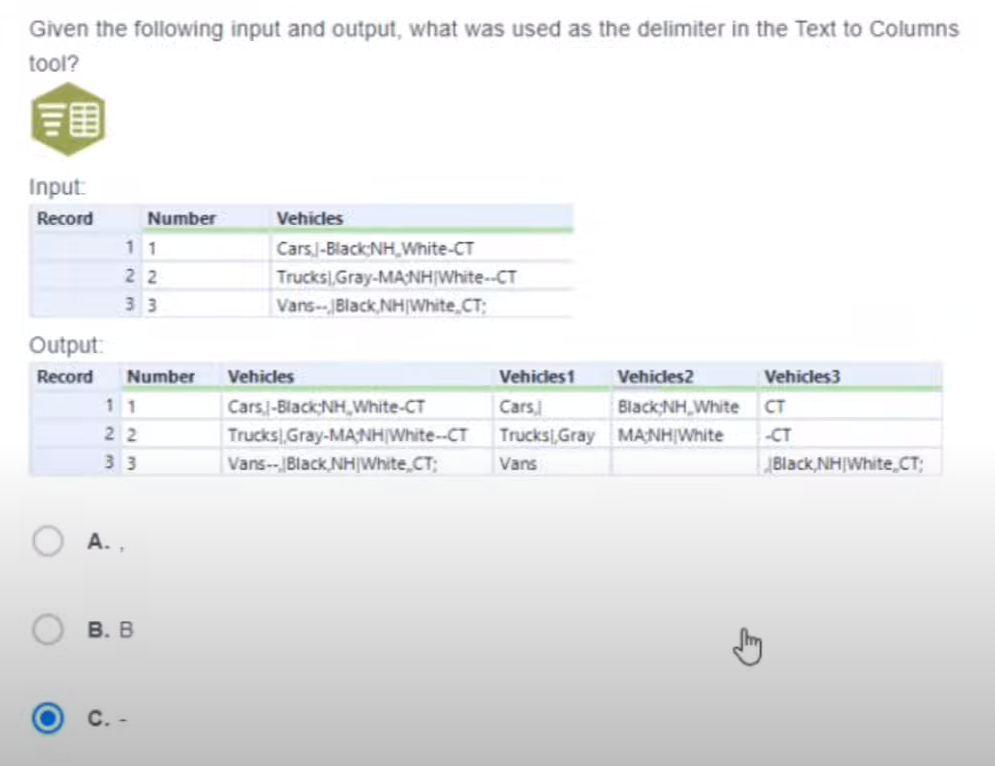 Given the following input and output, what was used as the delimiter in the Text to Columns
tool?
Input:
Record Number Vehicles
1 1 Cars,|-Black;NH,,White-CT
2 2 Trucks|,Gray-MA;NH|White--CT
3 3 Vans--,|Black,NH|White,,CT;
Output:
Record Number Vehicles Vehicles1 Vehicles2 Vehicles3
1 1 Cars,|-Black;NH,,White-CT Cars,| Black;NH,,White CT
2 2 Trucks|,Gray-MA;NH|White--CT Trucks|,Gray MA;NH|White -CT
3 3 Vans--,|Black,NH|White,,CT; Vans ,|Black,NH|White,,CT;
A. ,
B. B
C. -